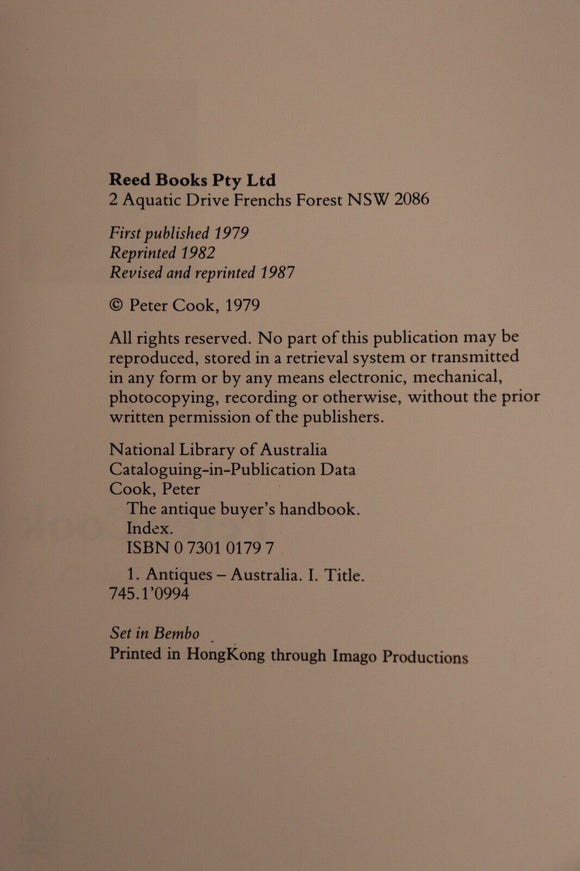 Reed Books Pty Ltd
2 Aquatic Drive Frenchs Forest NSW 2086
First published 1979
Reprinted 1982
Revised and reprinted 1987
© Peter Cook, 1979
All rights reserved. No part of this publication may be
reproduced, stored in a retrieval system or transmitted
in any form or by any means electronic, mechanical,
photocopying, recording or otherwise, without the prior
written permission of the publishers.
National Library of Australia
Cataloguing-in-Publication Data
Cook, Peter
The antique buyer's handbook.
Index.
ISBN 0 7301 0179 7
1. Antiques – Australia. I. Title.
745.1'0994
Set in Bembo
Printed in HongKong through Imago Productions